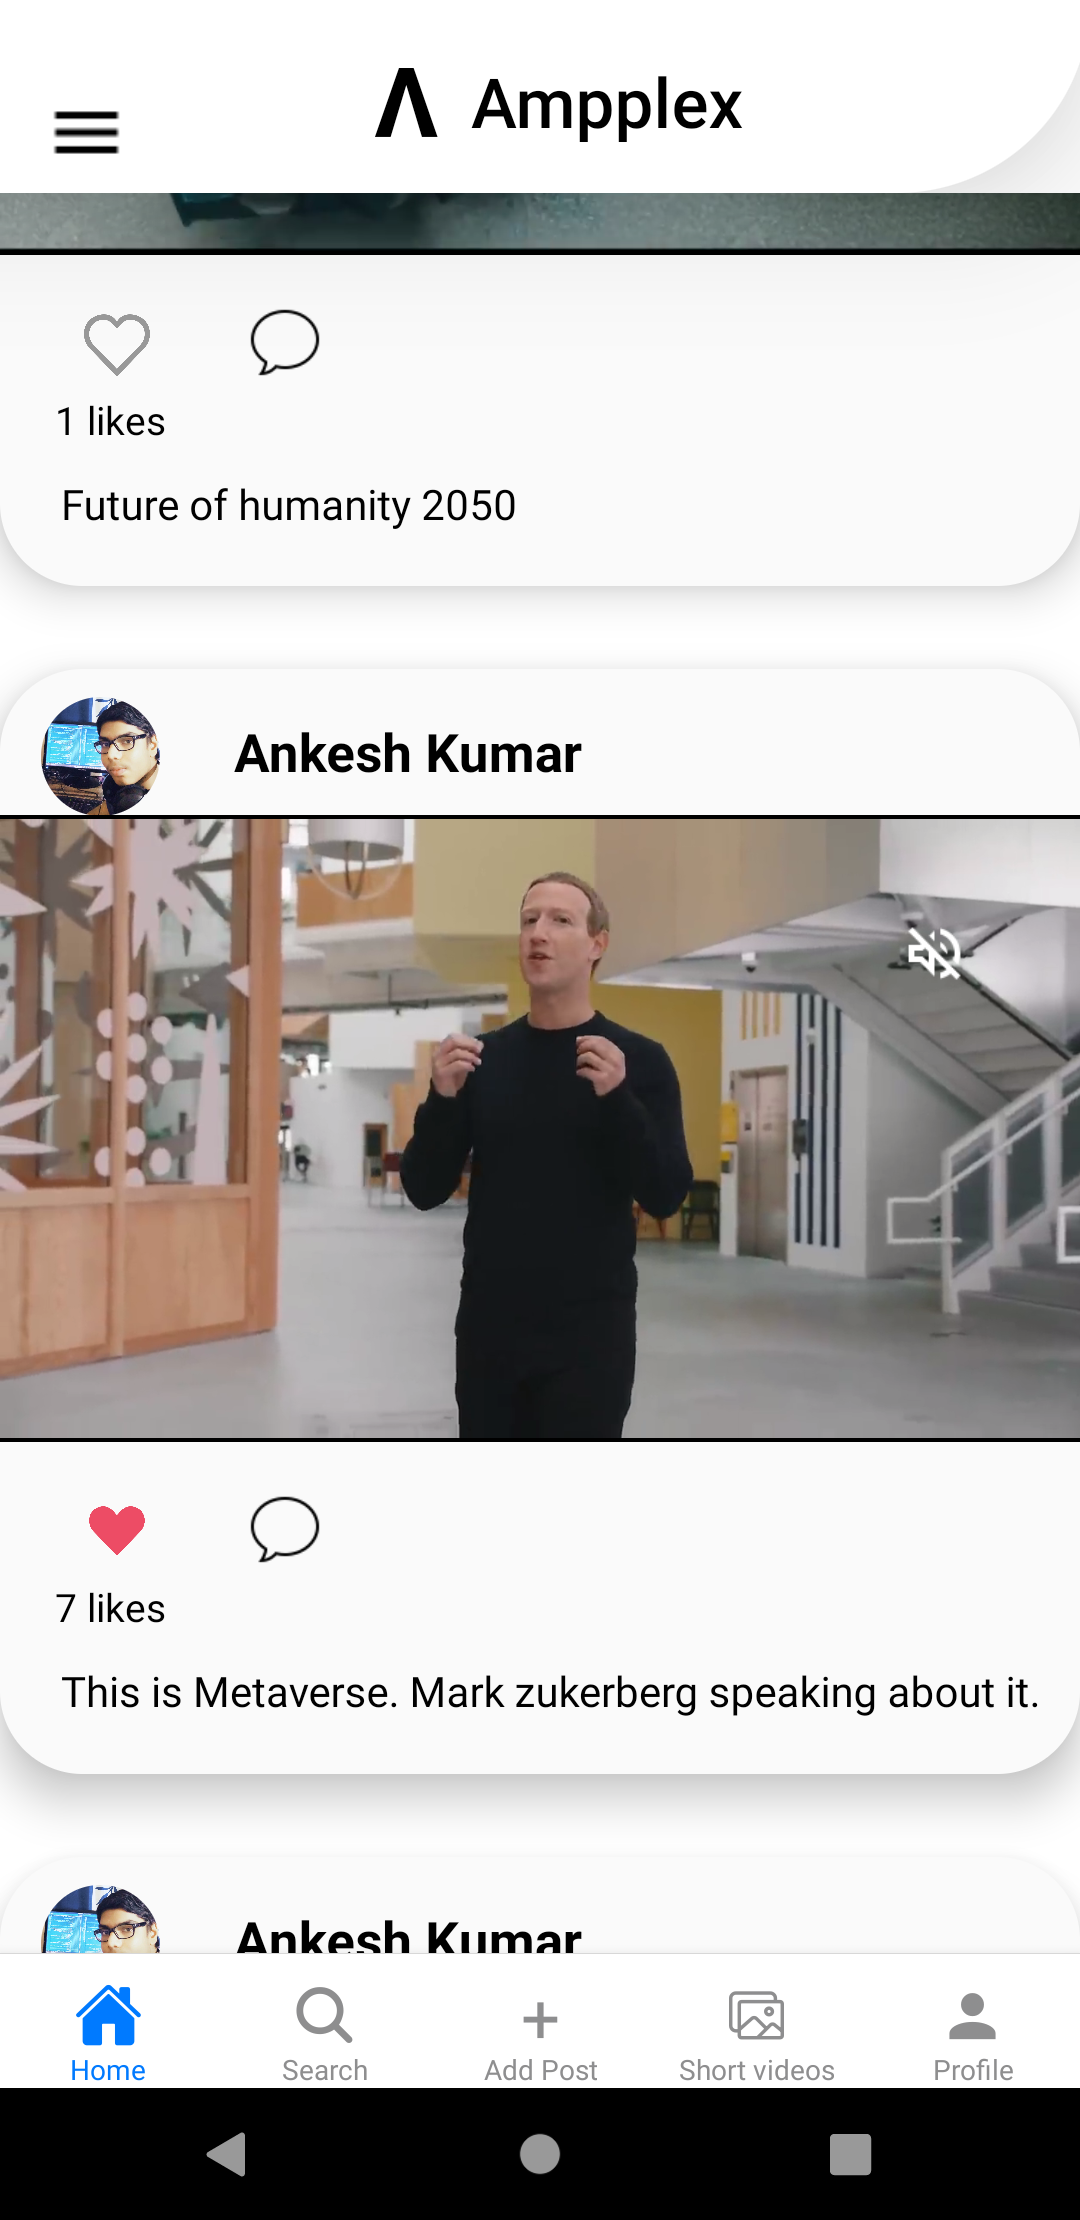 Ampplex
1 likes
Future of humanity 2050
Ankesh Kumar
7 likes
This is Metaverse. Mark zukerberg speaking about it.
Ankesh Kumar
Home
Search
Add Post
Short videos
Profile